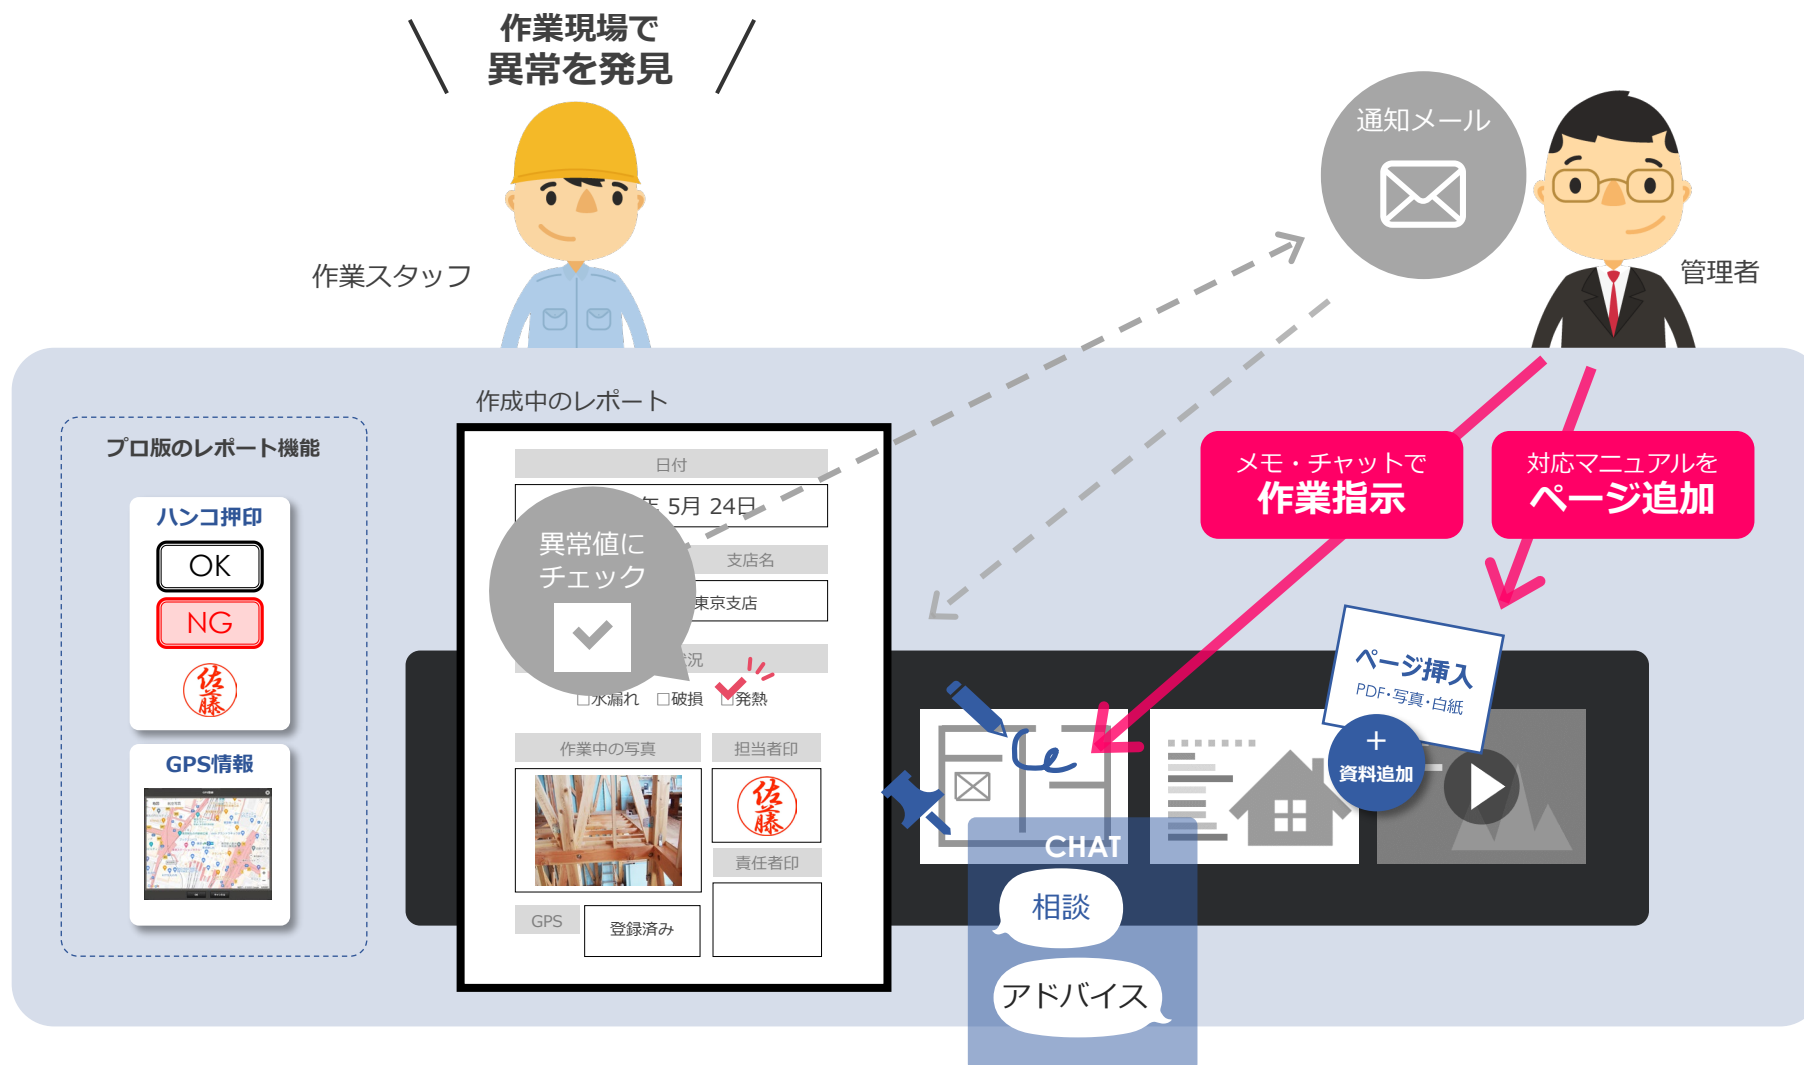 作業現場で
異常を発見
通知メール
作業スタッフ
管理者
作成中のレポート
プロ版のレポート機能
ハンコ押印
OK
NG
佐藤
GPS情報
日付
年 5月 24日
異常値に
チェック
支店名
東京支店
況
□水漏れ □破損 □発熱
作業中の写真
担当者印
佐藤
責任者印
GPS
登録済み
メモ・チャットで
作業指示
対応マニュアルを
ページ追加
ページ挿入
PDF・写真・白紙
＋
資料追加
CHAT
相談
アドバイス